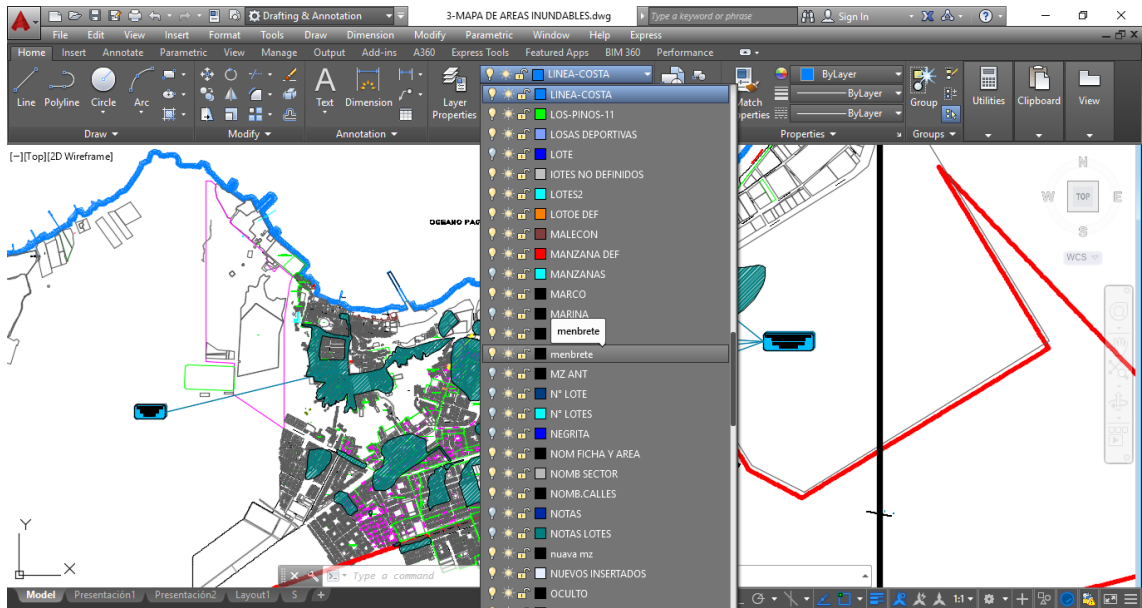 Drafting & Annotation
3-MAPA DE AREAS INUNDABLES.dwg
Type a keyword or phrase
Sign In
File Edit View Insert Format Tools Draw Dimension Modify Parametric Window Help Express
Home Insert Annotate Parametric View Manage Output Add-ins A360 Express Tools Featured Apps BIM 360 Performance
LINEA-COSTA
ByLayer
ByLayer
ByLayer
Line Polyline Circle Arc
Text Dimension
Layer
Properties
Match
Group
Utilities Clipboard View
Draw Modify Annotation Properties Groups
[−][Top][2D Wireframe]
LINEA-COSTA
LOS-PINOS-11
LOSAS DEPORTIVAS
LOTE
lOTES NO DEFINIDOS
LOTES2
LOTOE DEF
MALECON
MANZANA DEF
MANZANAS
MARCO
MARINA
menbrete
menbrete
MZ ANT
N° LOTE
N° LOTES
NEGRITA
NOM FICHA Y AREA
NOMB SECTOR
NOMB.CALLES
NOTAS
NOTAS LOTES
nuava mz
NUEVOS INSERTADOS
OCULTO
OCEANO PAC
N
W TOP E
S
WCS
Y
X
Type a command
Model Presentación1 Presentación2 Layout1 S +
1:1